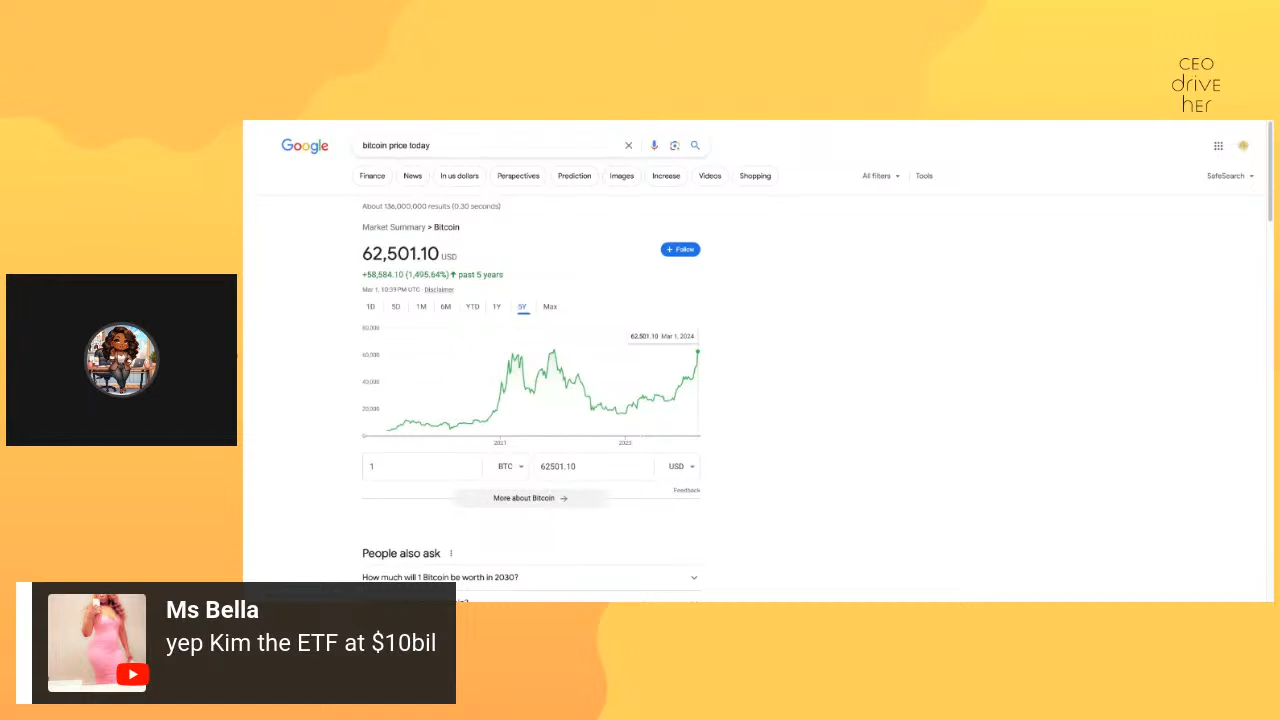 CEO
drive
her
Google
bitcoin price today
Finance
News
In us dollars
Perspectives
Prediction
Images
Increase
Videos
Shopping
All filters
Tools
SafeSearch
About 136,000,000 results (0.30 seconds)
Market Summary > Bitcoin
62,501.10 USD
+ Follow
+58,584.10 (1,495.64%) ↑ past 5 years
Mar 1, 10:39 PM UTC · Disclaimer
1D
5D
1M
6M
YTD
1Y
5Y
Max
80,000
62,501.10 Mar 1, 2024
60,000
40,000
20,000
0
2021
2023
1
BTC
62501.10
USD
Feedback
More about Bitcoin →
People also ask
How much will 1 Bitcoin be worth in 2030?
Ms Bella
yep Kim the ETF at $10bil